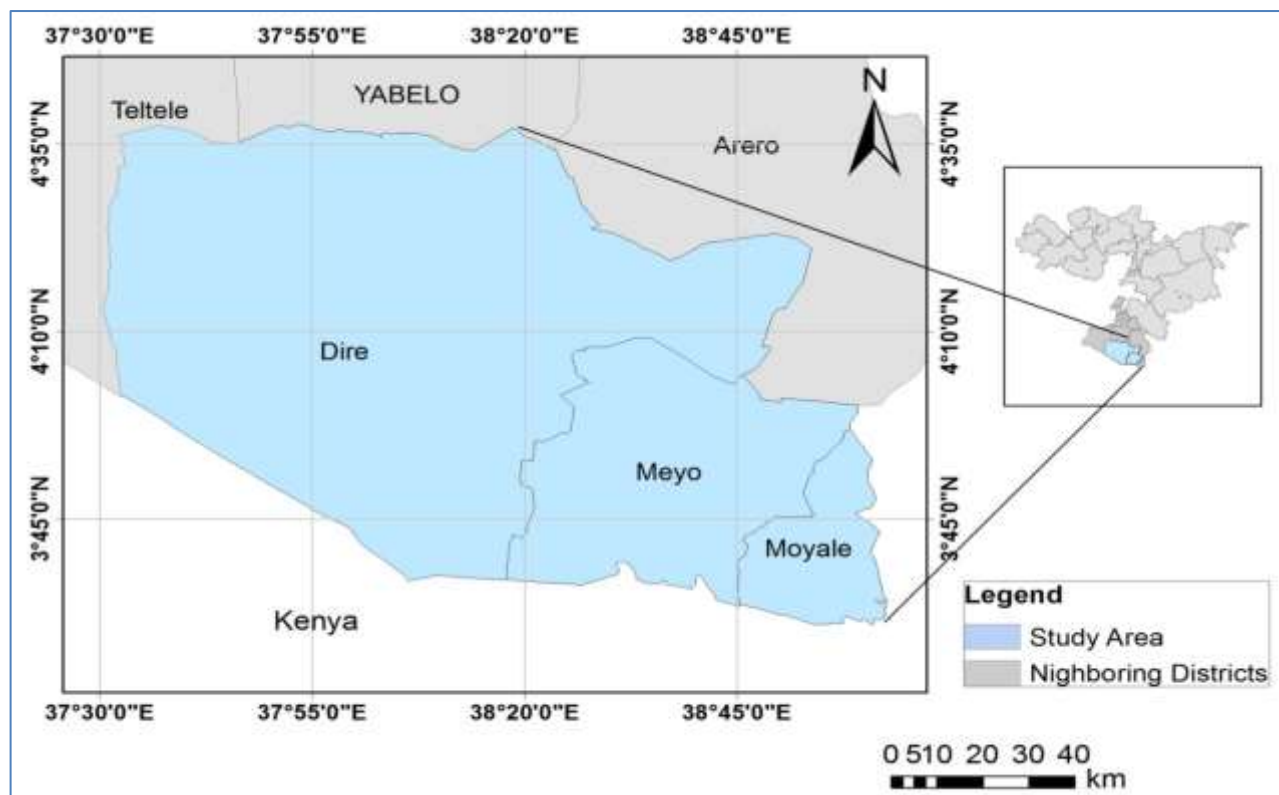 37°30'0"E 37°55'0"E 38°20'0"E 38°45'0"E
N
Teltele
YABELO
Arero
4°35'0"N
4°35'0"N
4°10'0"N
4°10'0"N
Dire
Meyo
3°45'0"N
3°45'0"N
Moyale
Kenya
Legend
Study Area
Nighboring Districts
37°30'0"E 37°55'0"E 38°20'0"E 38°45'0"E
0 510 20 30 40
km